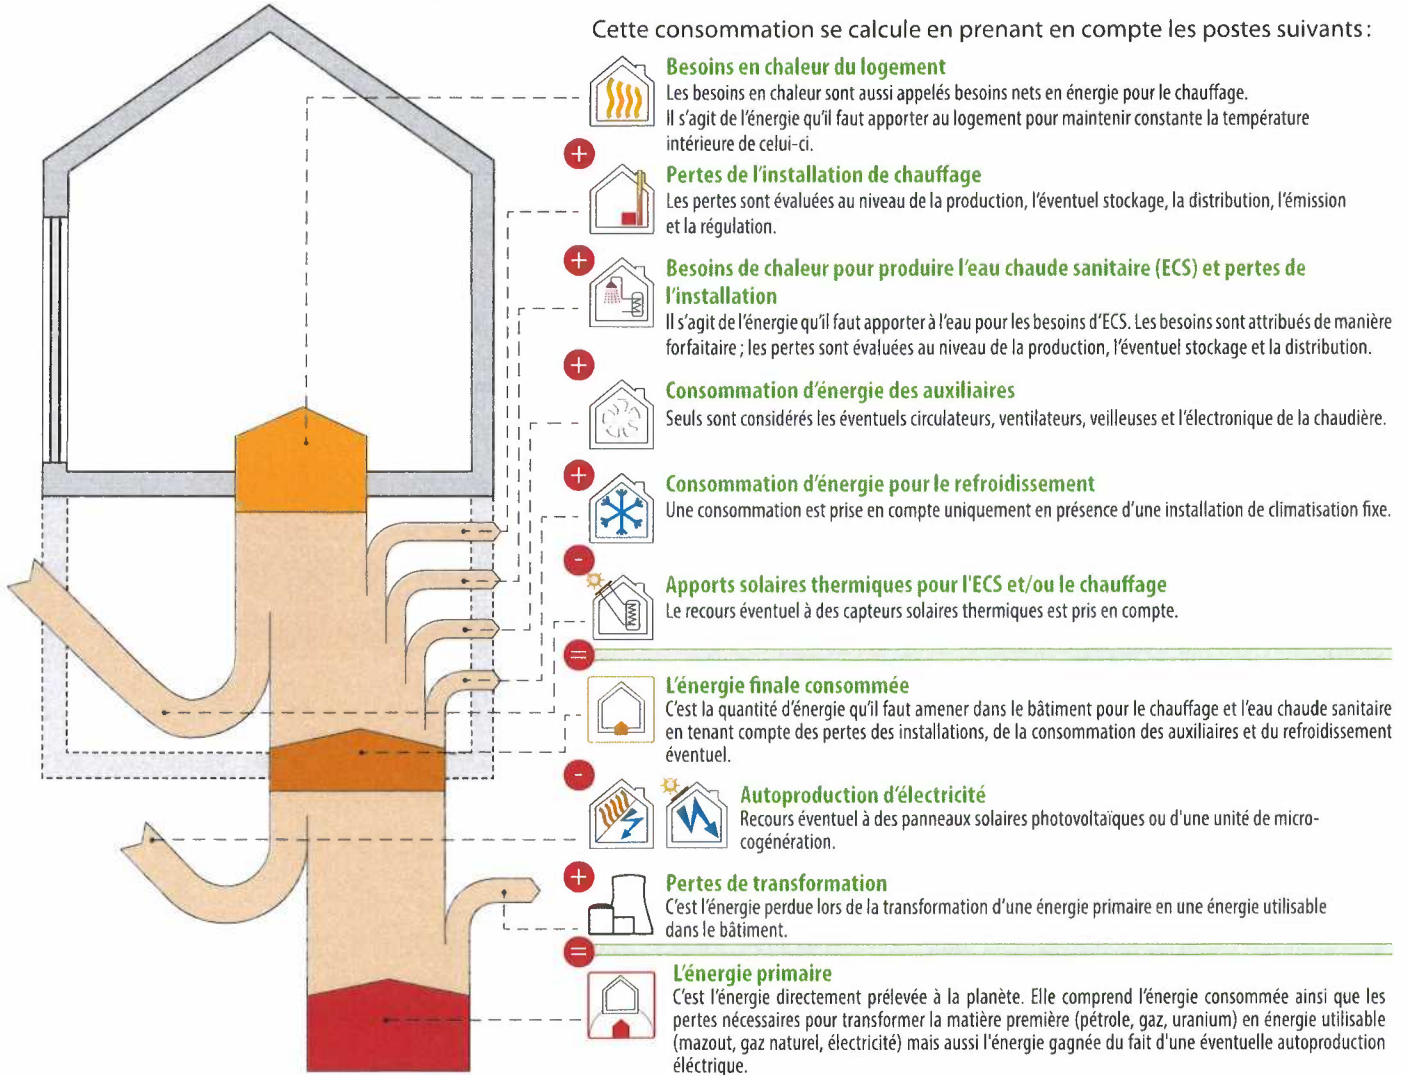 Cette consommation se calcule en prenant en compte les postes suivants :
Besoins en chaleur du logement
Les besoins en chaleur sont aussi appelés besoins nets en énergie pour le chauffage.
Il s'agit de l'énergie qu'il faut apporter au logement pour maintenir constante la température
intérieure de celui-ci.
+
Pertes de l'installation de chauffage
Les pertes sont évaluées au niveau de la production, l'éventuel stockage, la distribution, l'émission
et la régulation.
+
Besoins de chaleur pour produire l'eau chaude sanitaire (ECS) et pertes de
l'installation
Il s'agit de l'énergie qu'il faut apporter à l'eau pour les besoins d'ECS. Les besoins sont attribués de manière
forfaitaire ; les pertes sont évaluées au niveau de la production, l'éventuel stockage et la distribution.
+
Consommation d'énergie des auxiliaires
Seuls sont considérés les éventuels circulateurs, ventilateurs, veilleuses et l'électronique de la chaudière.
+
Consommation d'énergie pour le refroidissement
Une consommation est prise en compte uniquement en présence d'une installation de climatisation fixe.
-
Apports solaires thermiques pour l'ECS et/ou le chauffage
Le recours éventuel à des capteurs solaires thermiques est pris en compte.
=
L'énergie finale consommée
C'est la quantité d'énergie qu'il faut amener dans le bâtiment pour le chauffage et l'eau chaude sanitaire
en tenant compte des pertes des installations, de la consommation des auxiliaires et du refroidissement
éventuel.
-
Autoproduction d'électricité
Recours éventuel à des panneaux solaires photovoltaïques ou d'une unité de micro-
cogénération.
+
Pertes de transformation
C'est l'énergie perdue lors de la transformation d'une énergie primaire en une énergie utilisable
dans le bâtiment.
=
L'énergie primaire
C'est l'énergie directement prélevée à la planète. Elle comprend l'énergie consommée ainsi que les
pertes nécessaires pour transformer la matière première (pétrole, gaz, uranium) en énergie utilisable
(mazout, gaz naturel, électricité) mais aussi l'énergie gagnée du fait d'une éventuelle autoproduction
éléctrique.